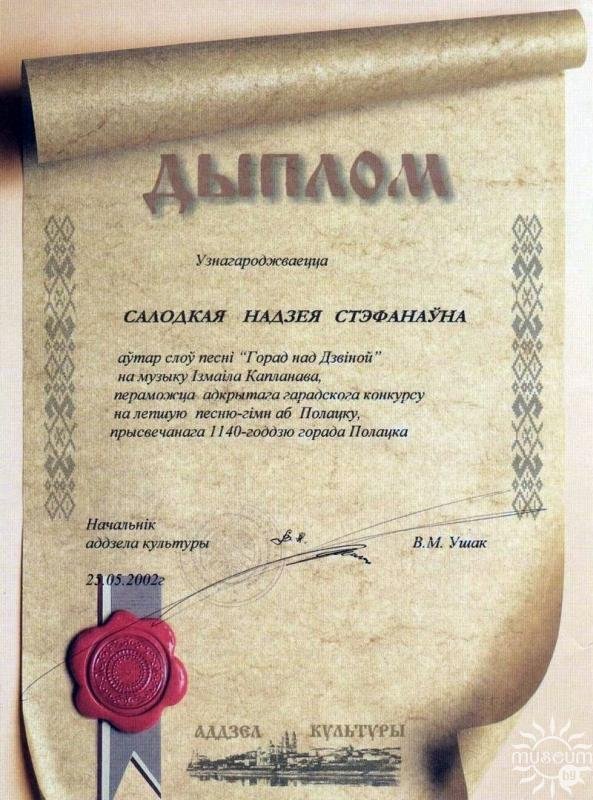 ДЫПЛОМ
Узнагароджваецца
САЛОДКАЯ НАДЗЕЯ СТЭФАНАЎНА
аўтар слоў песні “Горад над Дзвіной”
на музыку Ізмаіла Капланава,
пераможца адкрытага гарадскога конкурсу
на лепшую песню-гімн аб Полацку,
прысвечанага 1140-годдзю горада Полацка
Начальнік
аддзела культуры
В.М. Ушак
25.05.2002г
АДДЗЕЛ КУЛЬТУРЫ
museum
by